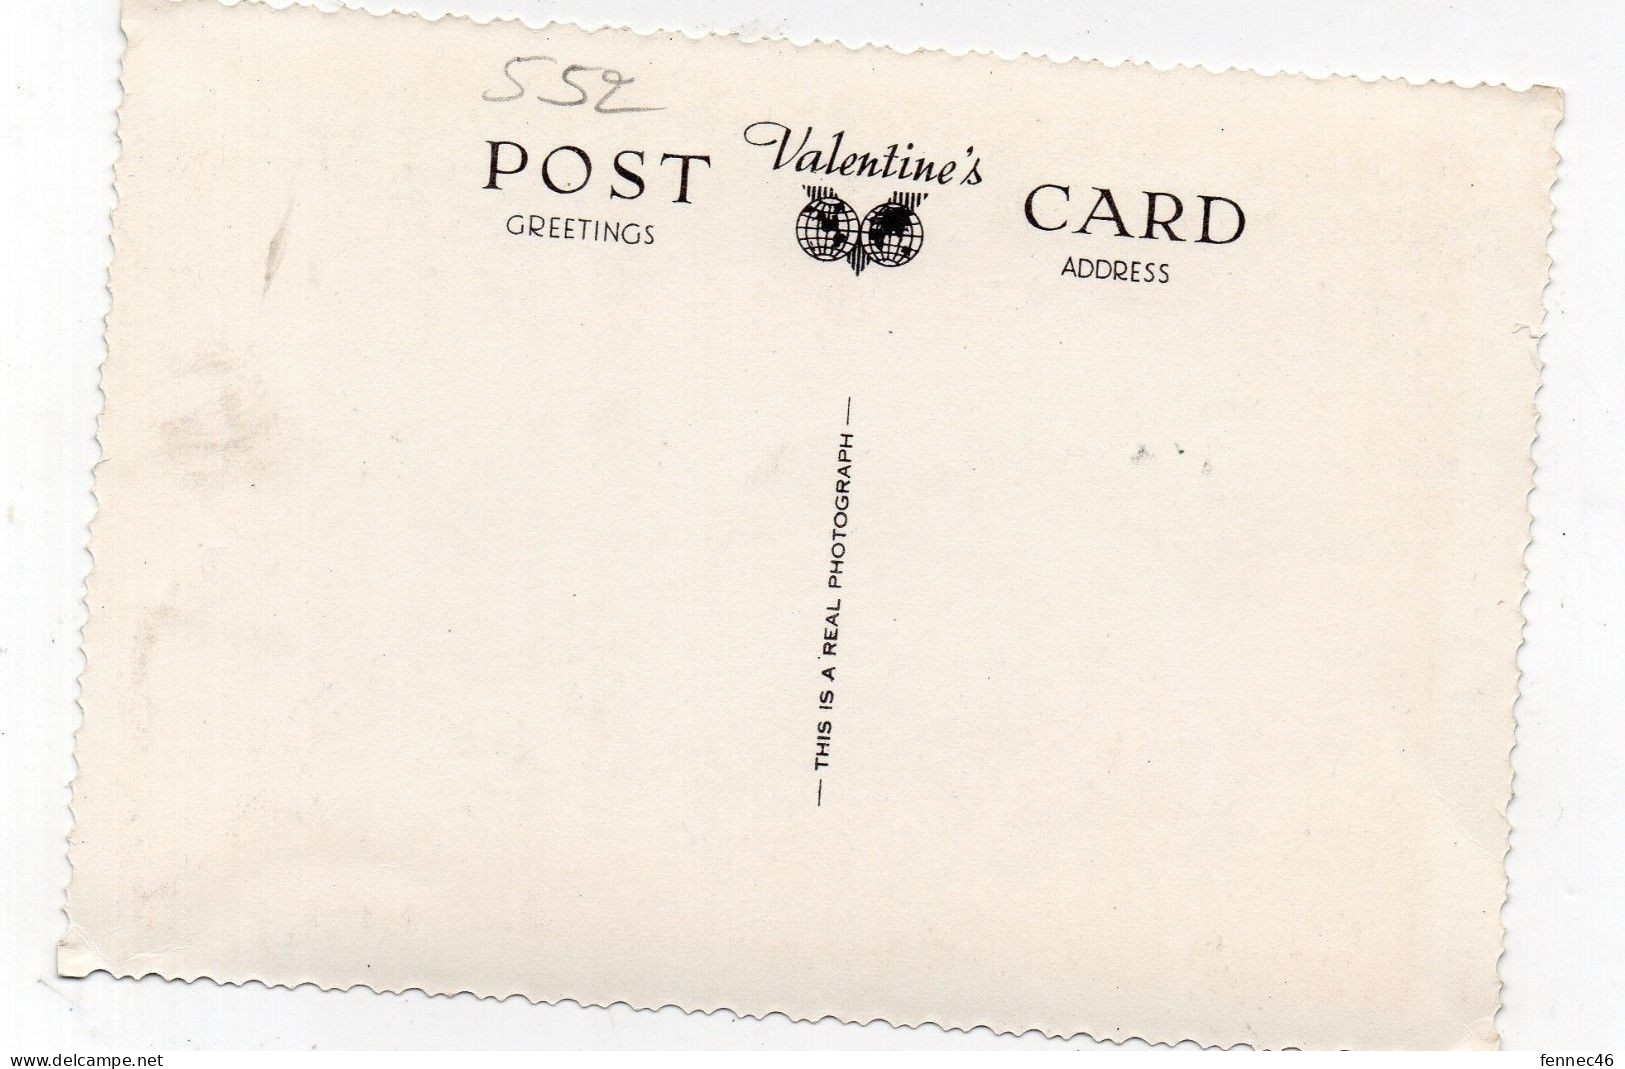 552
POST Valentine's CARD
GREETINGS ADDRESS
— THIS IS A REAL PHOTOGRAPH —
www.delcampe.net fennec46